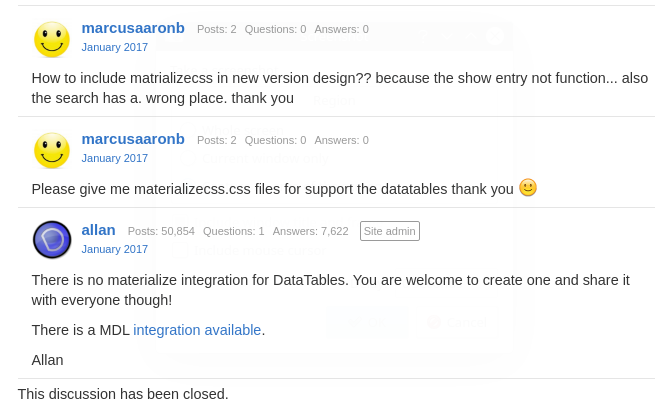 marcusaaronb Posts: 2 Questions: 0 Answers: 0
January 2017
How to include matrializecss in new version design?? because the show entry not function... also
the search has a. wrong place. thank you
marcusaaronb Posts: 2 Questions: 0 Answers: 0
January 2017
Please give me materializecss.css files for support the datatables thank you
allan Posts: 50,854 Questions: 1 Answers: 7,622 Site admin
January 2017
There is no materialize integration for DataTables. You are welcome to create one and share it
with everyone though!
There is a MDL integration available.
Allan
This discussion has been closed.